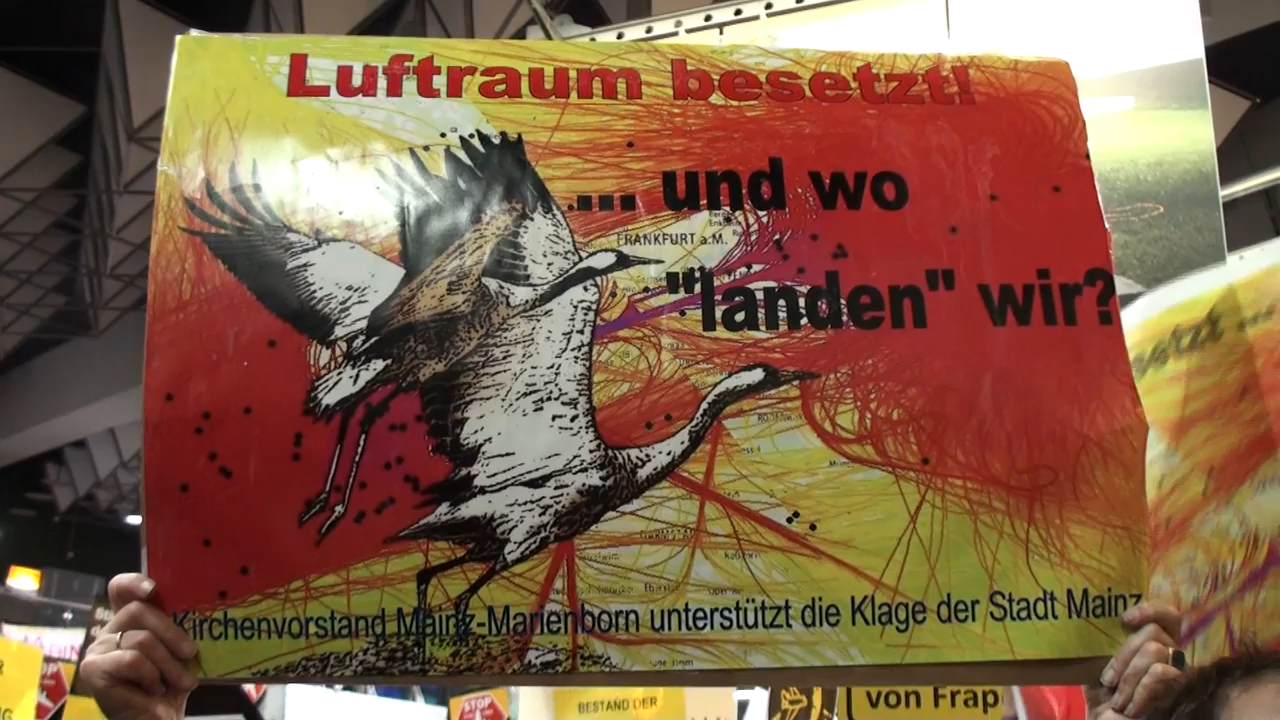 Luftraum besetzt!
... und wo
FRANKFURT a.M.
"landen" wir?
Kirchenvorstand Mainz-Marienborn unterstützt die Klage der Stadt Mainz
STOP
BESTAND DER
von Frap